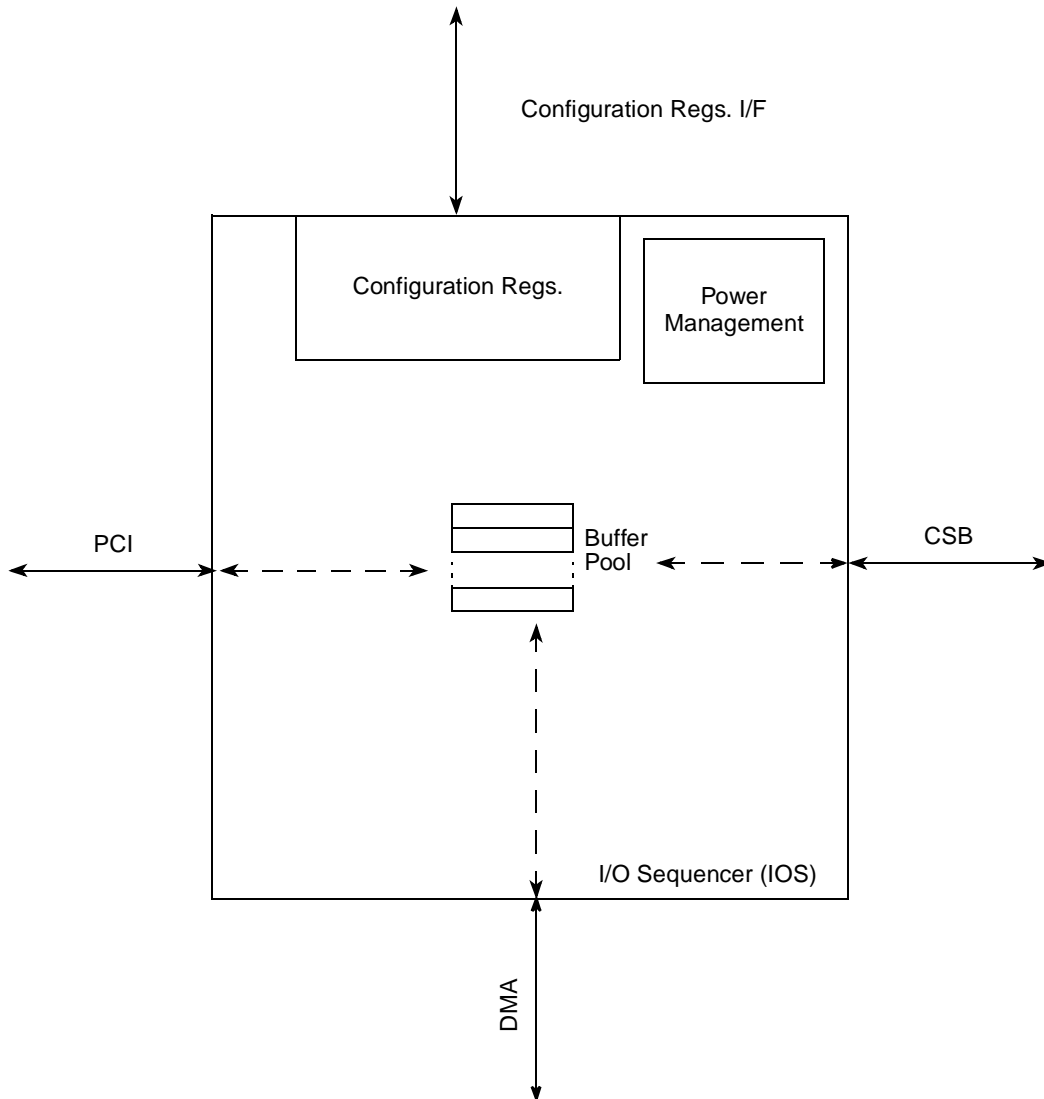 Configuration Regs. I/F
Configuration Regs.
Power
Management
PCI
Buffer
Pool
CSB
I/O Sequencer (IOS)
DMA